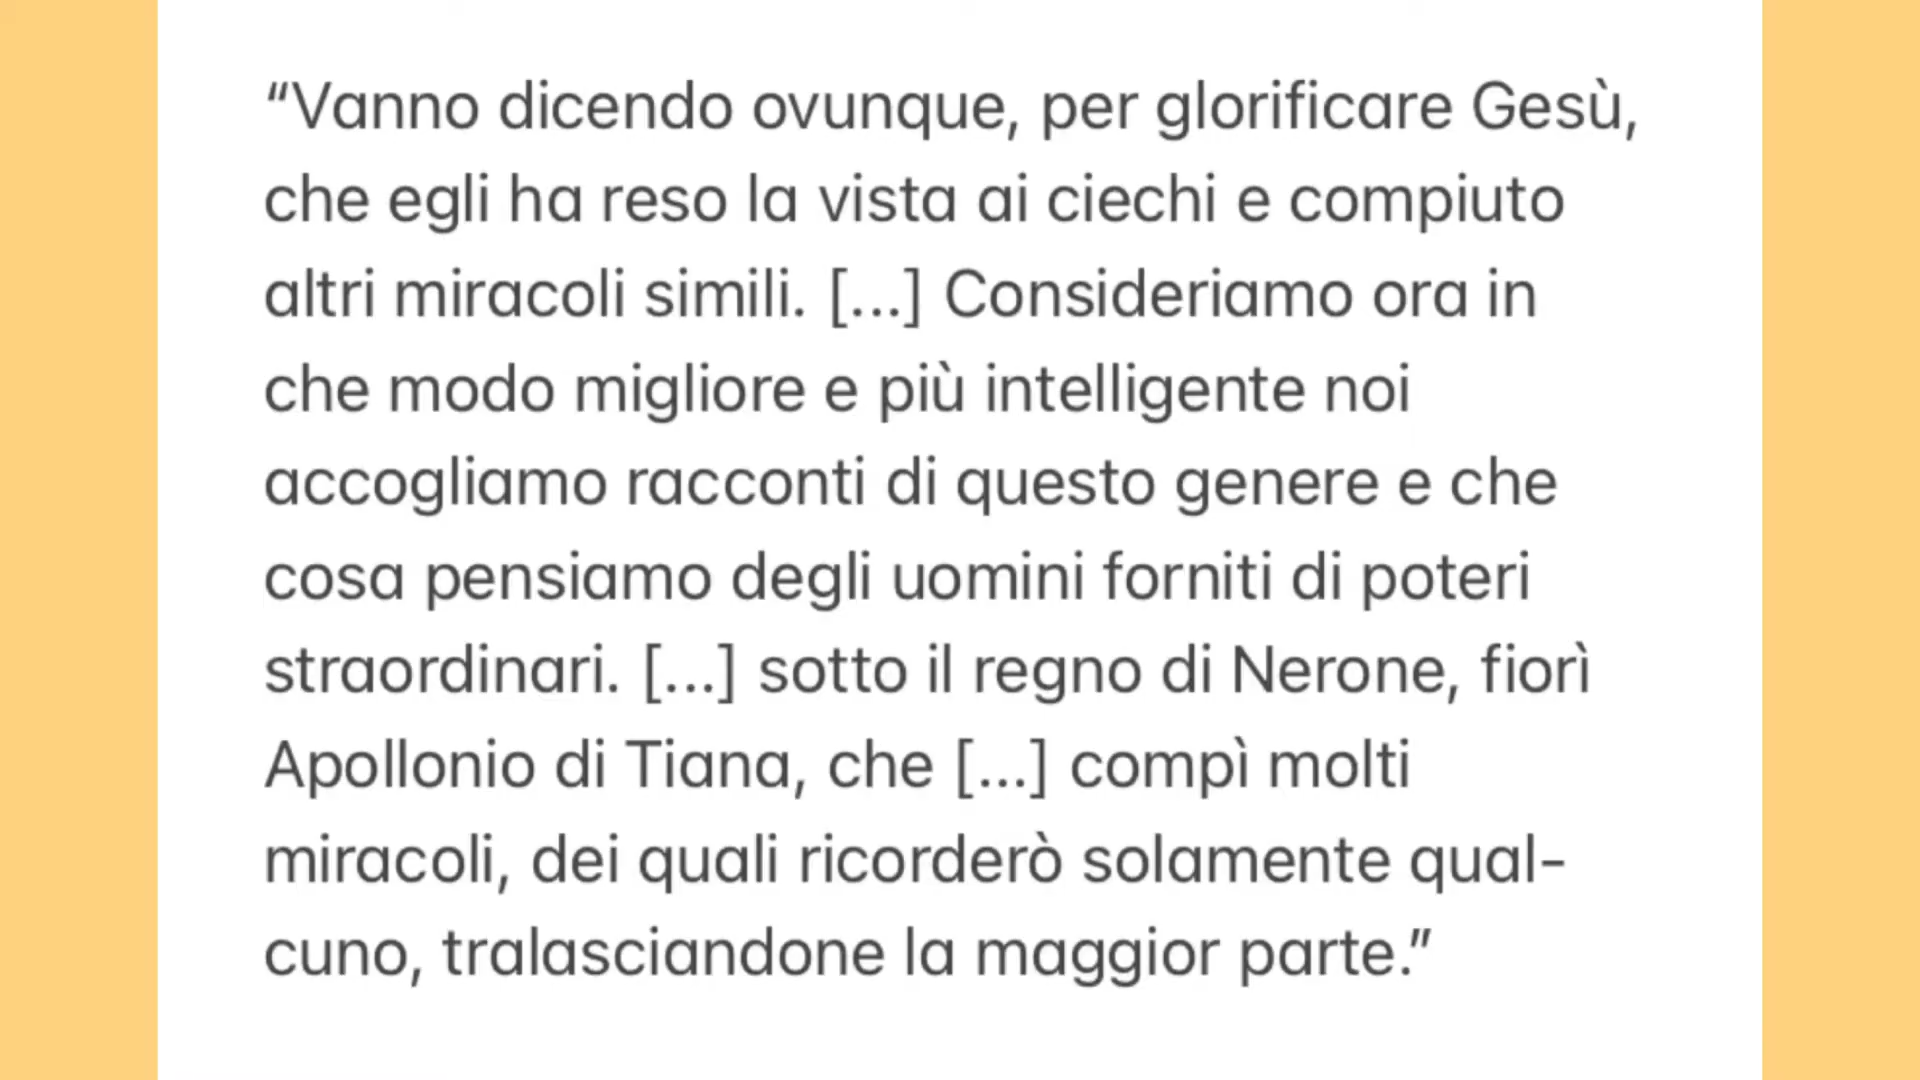 “Vanno dicendo ovunque, per glorificare Gesù,
che egli ha reso la vista ai ciechi e compiuto
altri miracoli simili. [...] Consideriamo ora in
che modo migliore e più intelligente noi
accogliamo racconti di questo genere e che
cosa pensiamo degli uomini forniti di poteri
straordinari. [...] sotto il regno di Nerone, fiorì
Apollonio di Tiana, che [...] compì molti
miracoli, dei quali ricorderò solamente qual-
cuno, tralasciandone la maggior parte.”